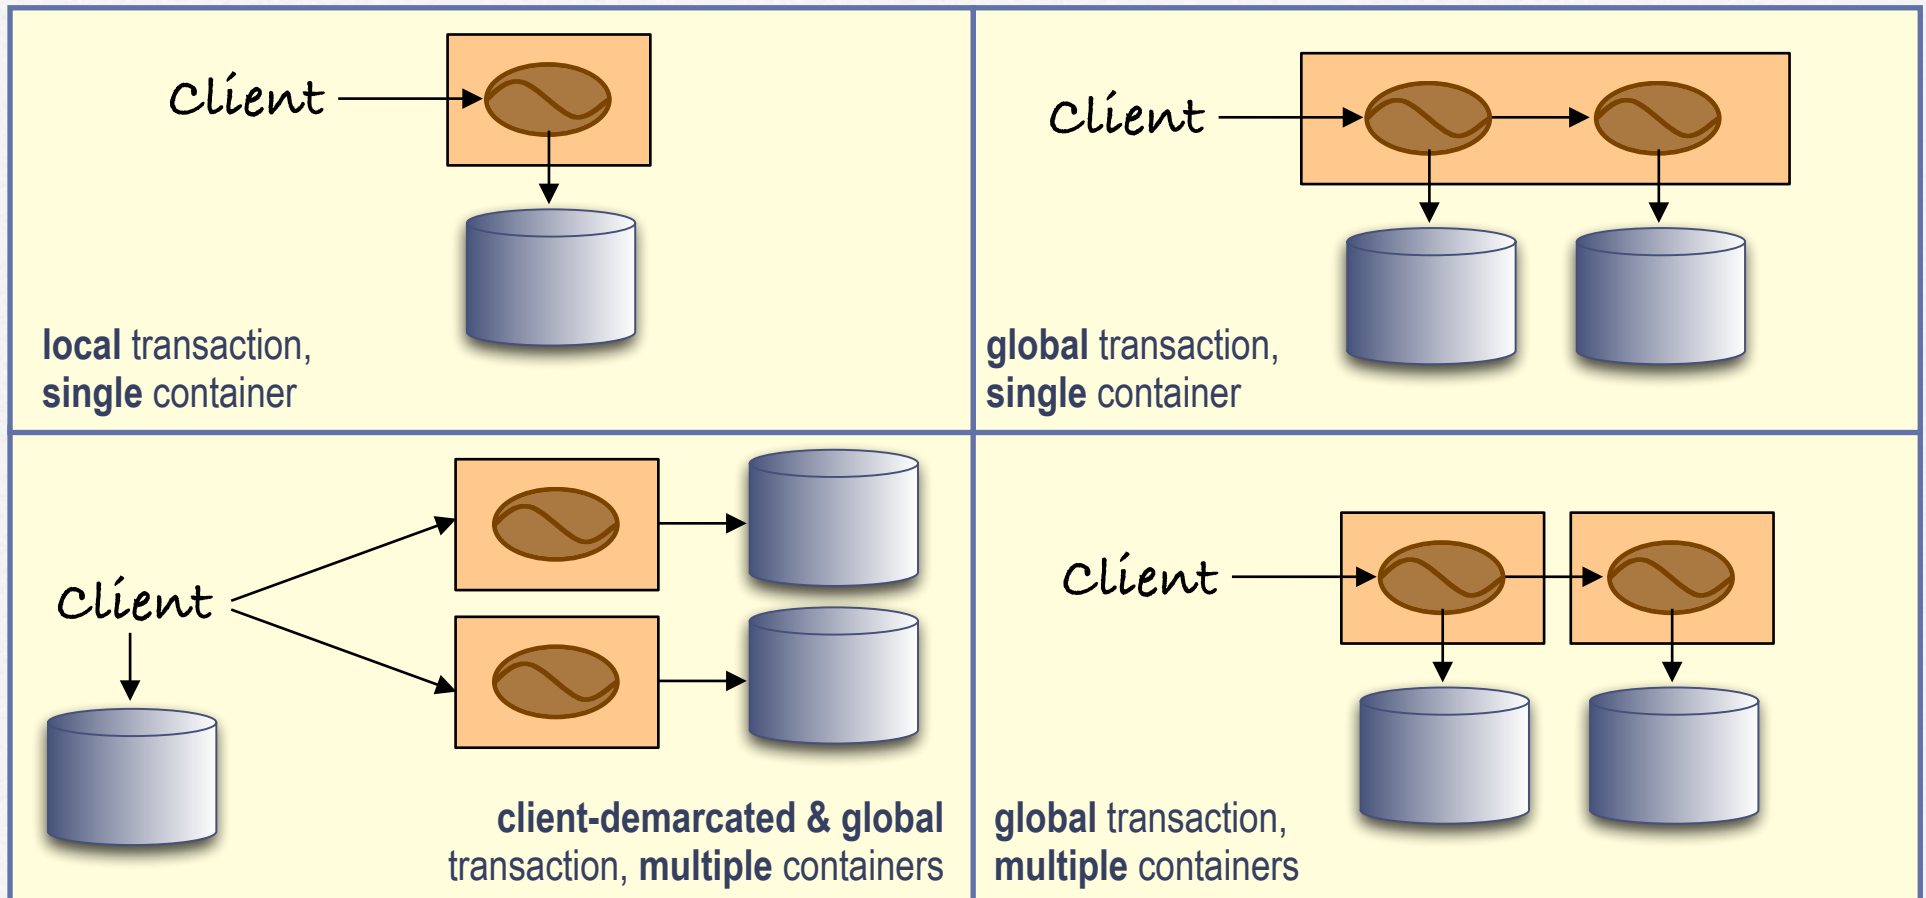 Client
local transaction,
single container
Client
global transaction,
single container
Client
client-demarcated & global
transaction, multiple containers
Client
global transaction,
multiple containers